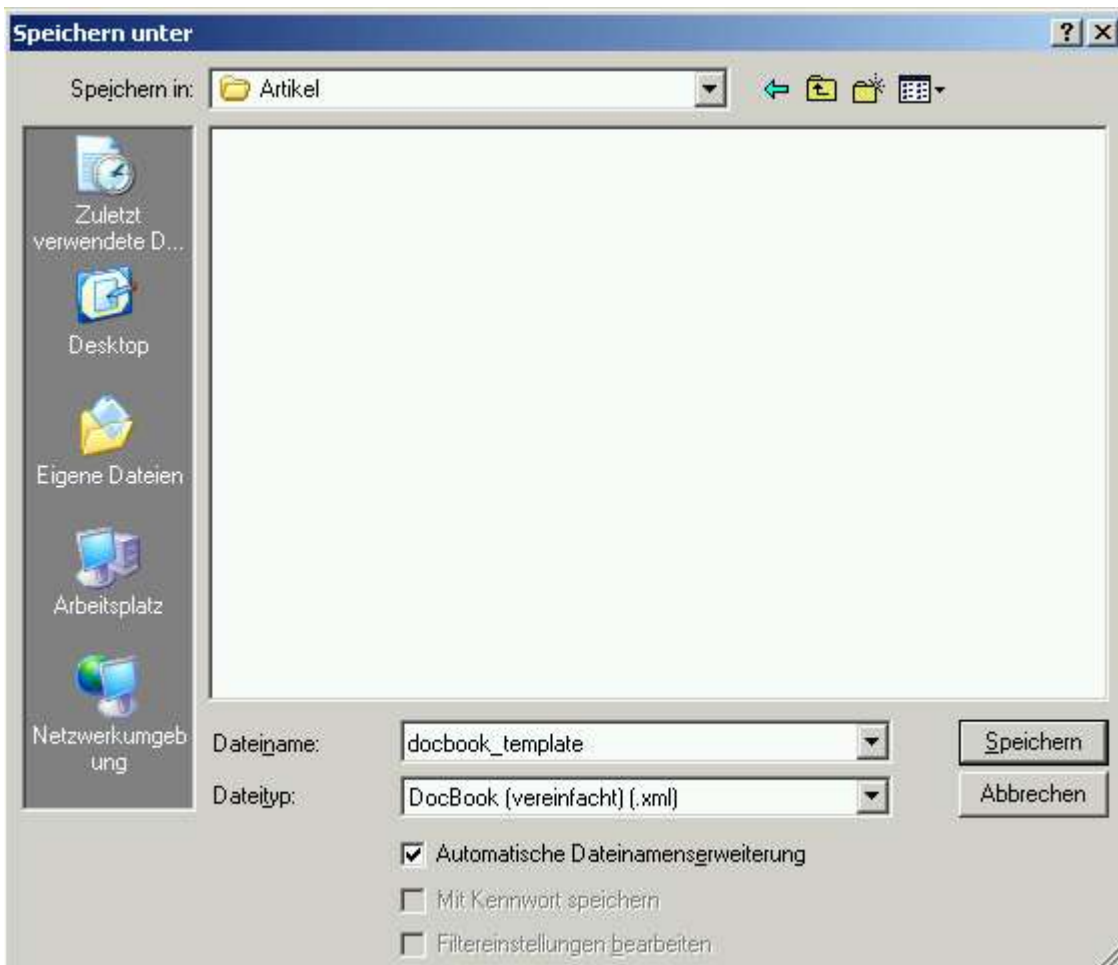 Speichern unter
Speichern in:
Artikel
Zuletzt
verwendete D...
Desktop
Eigene Dateien
Arbeitsplatz
Netzwerkumgeb
ung
Dateiname:
docbook_template
Speichern
Dateityp:
DocBook (vereinfacht) (.xml)
Abbrechen
Automatische Dateinamenserweiterung
Mit Kennwort speichern
Filtereinstellungen bearbeiten